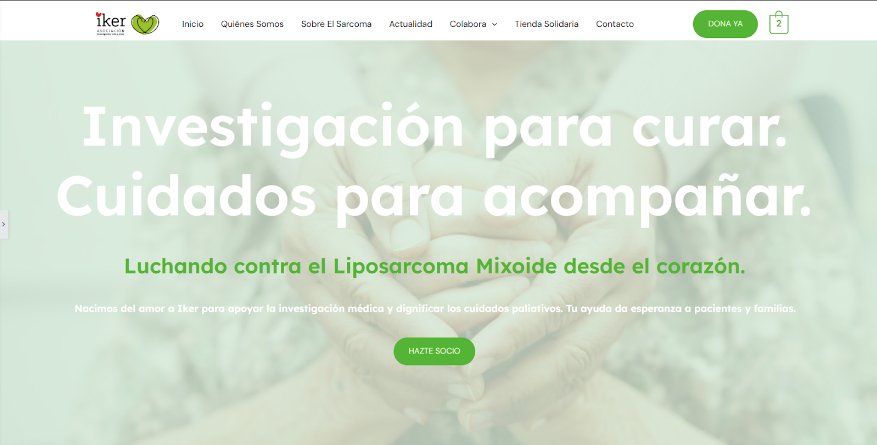 iker
ASOCIACIÓN
Inicio
Quiénes Somos
Sobre El Sarcoma
Actualidad
Colabora
Tienda Solidaria
Contacto
DONA YA
2
Investigación para curar.
Cuidados para acompañar.
Luchando contra el Liposarcoma Mixoide desde el corazón.
Nacimos del amor a Iker para apoyar la investigación médica y dignificar los cuidados paliativos. Tu ayuda da esperanza a pacientes y familias.
HAZTE SOCIO